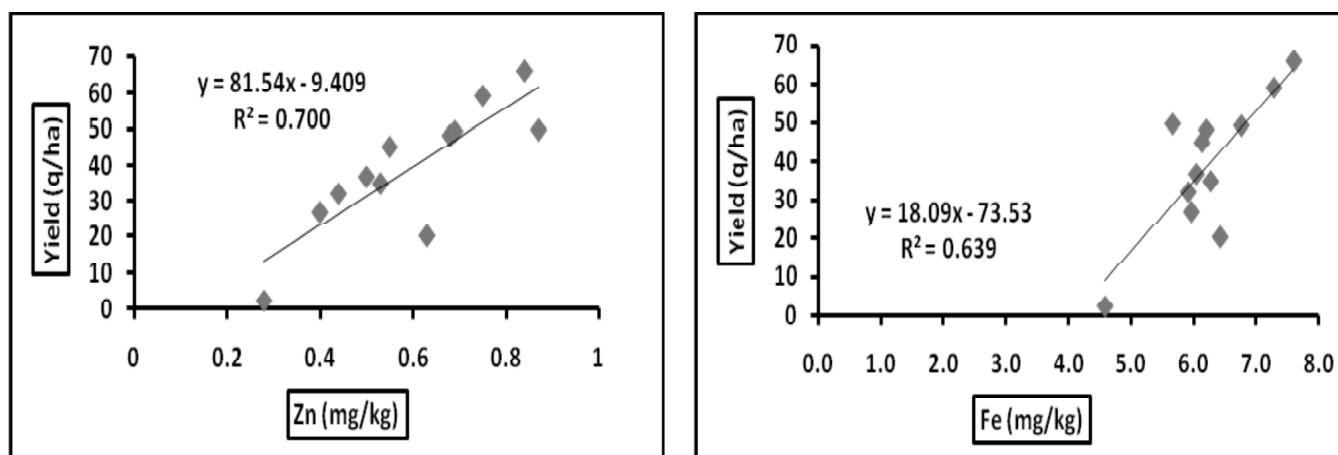 70
60
50
40
30
20
10
0
Yield (q/ha)
y = 81.54x - 9.409
R² = 0.700
0 0.2 0.4 0.6 0.8 1
Zn (mg/kg)
70
60
50
40
30
20
10
0
Yield (q/ha)
y = 18.09x - 73.53
R² = 0.639
0.0 1.0 2.0 3.0 4.0 5.0 6.0 7.0 8.0
Fe (mg/kg)